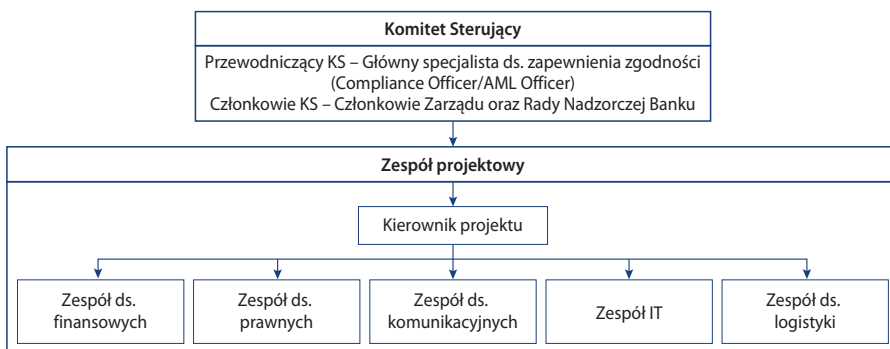 Komitet Sterujący
Przewodniczący KS – Główny specjalista ds. zapewnienia zgodności
(Compliance Officer/AML Officer)
Członkowie KS – Członkowie Zarządu oraz Rady Nadzorczej Banku
Zespół projektowy
Kierownik projektu
Zespół ds.
finansowych
Zespół ds.
prawnych
Zespół ds.
komunikacyjnych
Zespół IT
Zespół ds.
logistyki